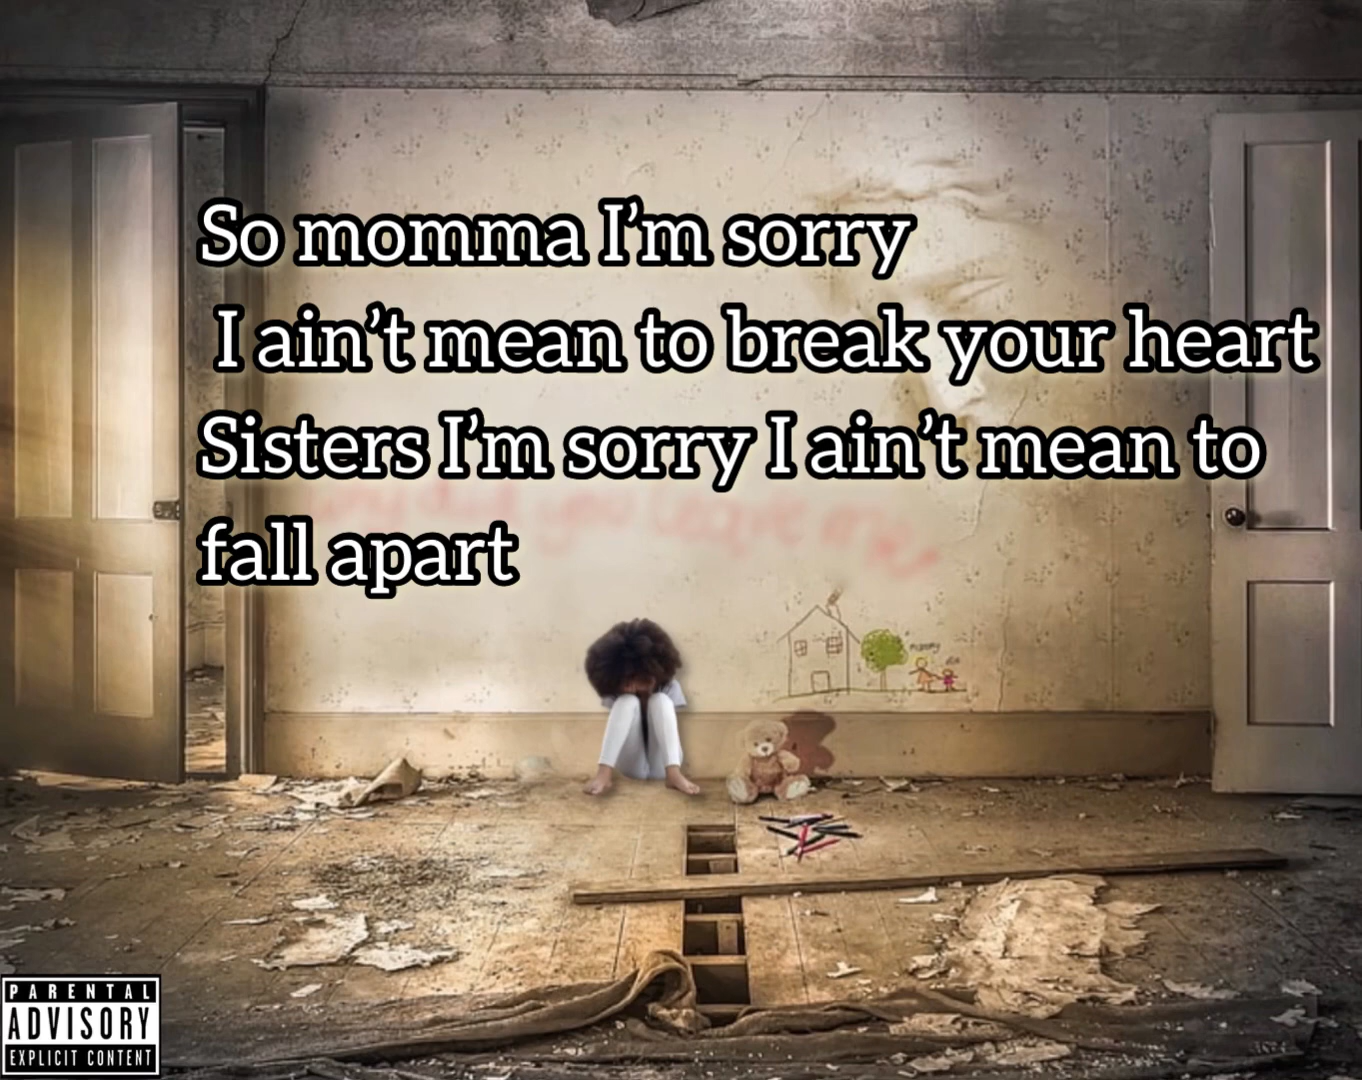 So momma I'm sorry
I ain't mean to break your heart
Sisters I'm sorry I ain't mean to
fall apart
mommy
PARENTAL
ADVISORY
EXPLICIT CONTENT